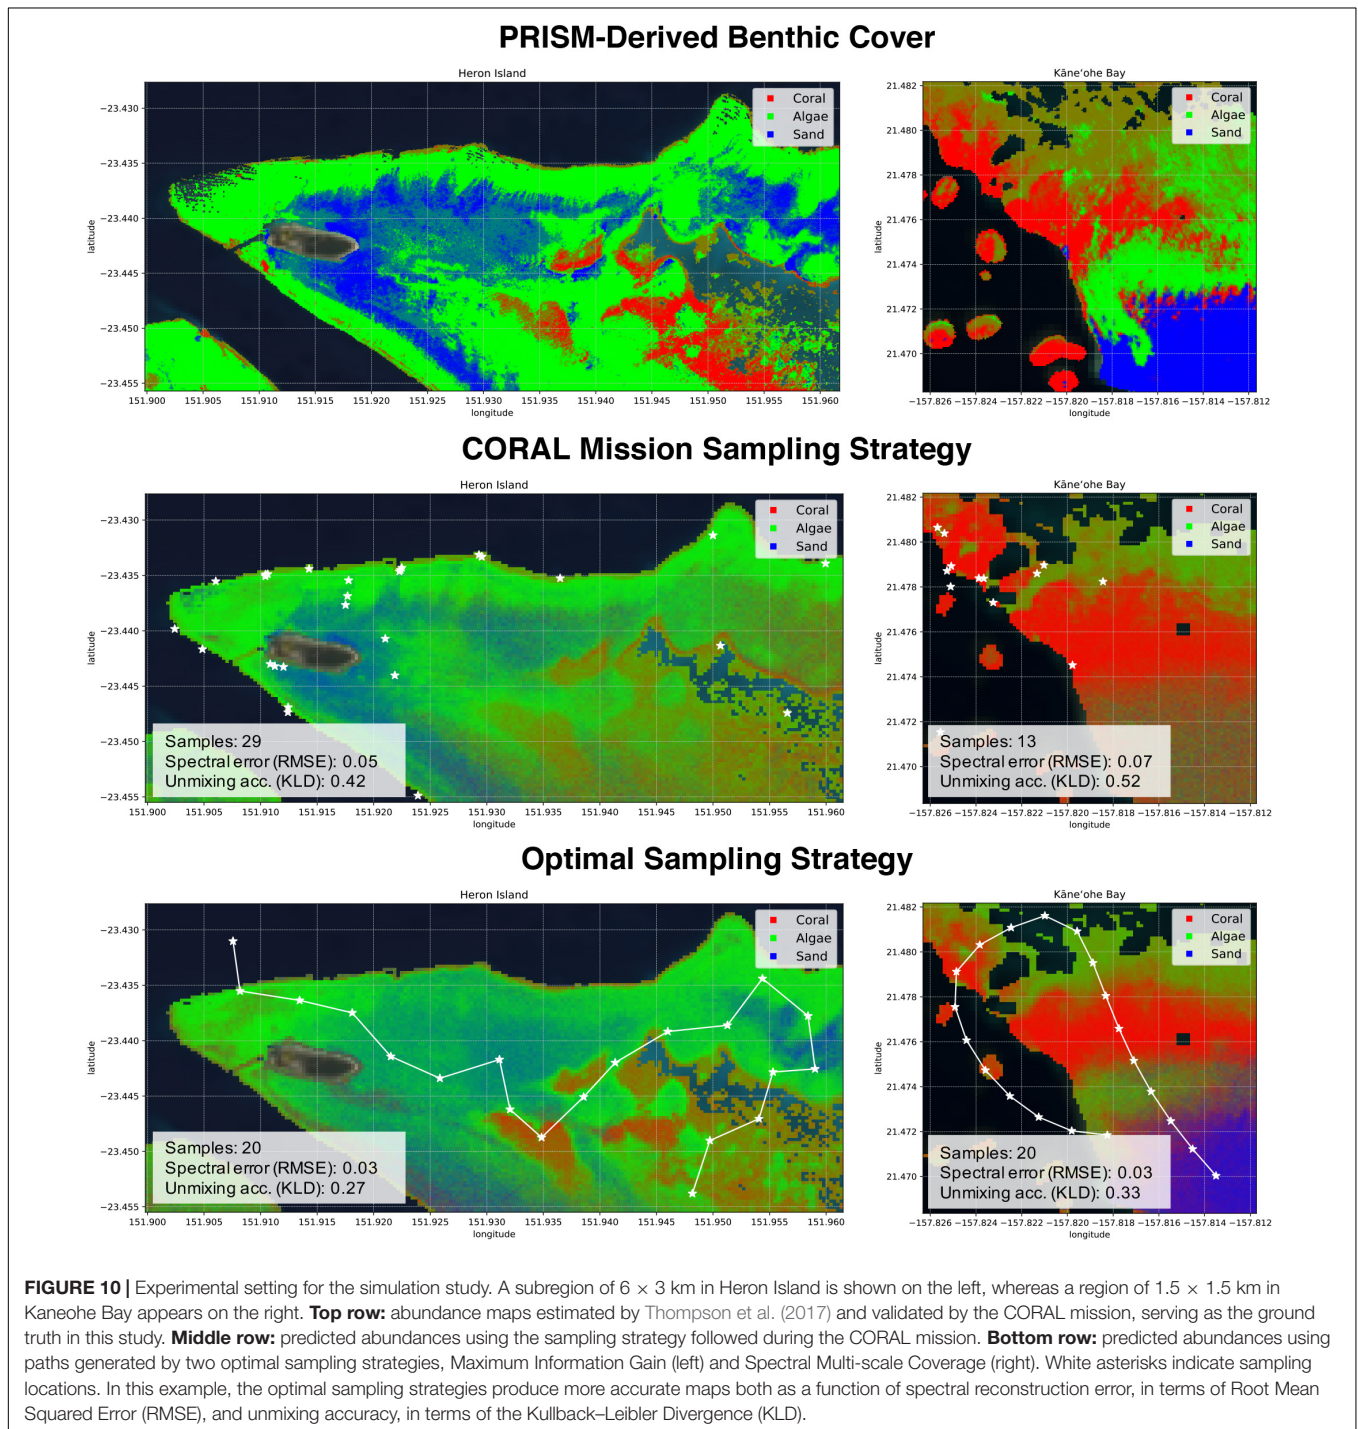 PRISM-Derived Benthic Cover
Heron Island
Coral
Algae
Sand
−23.430
−23.435
−23.440
−23.445
−23.450
−23.455
latitude
151.900 151.905 151.910 151.915 151.920 151.925 151.930 151.935 151.940 151.945 151.950 151.955 151.960
longitude
Kāneʻohe Bay
Coral
Algae
Sand
21.482
21.480
21.478
21.476
21.474
21.472
21.470
latitude
−157.826 −157.824 −157.822 −157.820 −157.818 −157.816 −157.814 −157.812
longitude
CORAL Mission Sampling Strategy
Heron Island
Coral
Algae
Sand
−23.430
−23.435
−23.440
−23.445
−23.450
−23.455
latitude
Samples: 29
Spectral error (RMSE): 0.05
Unmixing acc. (KLD): 0.42
151.900 151.905 151.910 151.915 151.920 151.925 151.930 151.935 151.940 151.945 151.950 151.955 151.960
longitude
Kāneʻohe Bay
Coral
Algae
Sand
21.482
21.480
21.478
21.476
21.474
21.472
21.470
latitude
Samples: 13
Spectral error (RMSE): 0.07
Unmixing acc. (KLD): 0.52
−157.826 −157.824 −157.822 −157.820 −157.818 −157.816 −157.814 −157.812
longitude
Optimal Sampling Strategy
Heron Island
Coral
Algae
Sand
−23.430
−23.435
−23.440
−23.445
−23.450
−23.455
latitude
Samples: 20
Spectral error (RMSE): 0.03
Unmixing acc. (KLD): 0.27
151.900 151.905 151.910 151.915 151.920 151.925 151.930 151.935 151.940 151.945 151.950 151.955 151.960
longitude
Kāneʻohe Bay
Coral
Algae
Sand
21.482
21.480
21.478
21.476
21.474
21.472
21.470
latitude
Samples: 20
Spectral error (RMSE): 0.03
Unmixing acc. (KLD): 0.33
−157.826 −157.824 −157.822 −157.820 −157.818 −157.816 −157.814 −157.812
longitude
FIGURE 10 | Experimental setting for the simulation study. A subregion of 6 × 3 km in Heron Island is shown on the left, whereas a region of 1.5 × 1.5 km in
Kaneohe Bay appears on the right. Top row: abundance maps estimated by Thompson et al. (2017) and validated by the CORAL mission, serving as the ground
truth in this study. Middle row: predicted abundances using the sampling strategy followed during the CORAL mission. Bottom row: predicted abundances using
paths generated by two optimal sampling strategies, Maximum Information Gain (left) and Spectral Multi-scale Coverage (right). White asterisks indicate sampling
locations. In this example, the optimal sampling strategies produce more accurate maps both as a function of spectral reconstruction error, in terms of Root Mean
Squared Error (RMSE), and unmixing accuracy, in terms of the Kullback–Leibler Divergence (KLD).